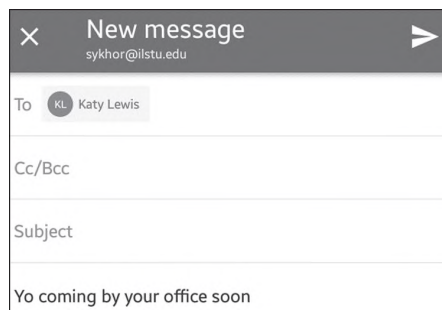 New message
sykhor@ilstu.edu
To KL Katy Lewis
Cc/Bcc
Subject
Yo coming by your office soon